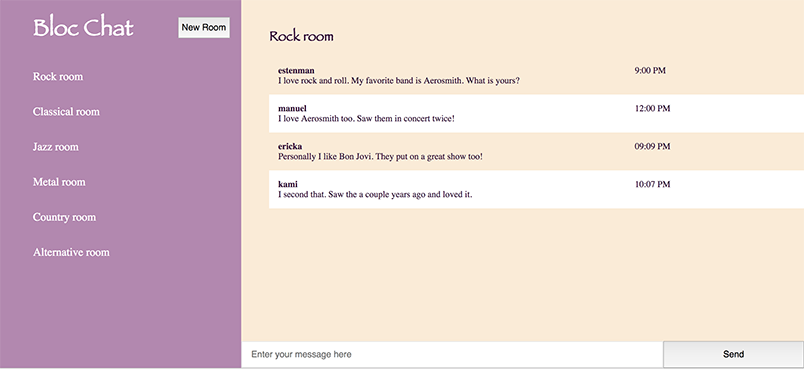 Bloc Chat
New Room
Rock room
Classical room
Jazz room
Metal room
Country room
Alternative room
Rock room
estenman 9:00 PM
I love rock and roll. My favorite band is Aerosmith. What is yours?
manuel 12:00 PM
I love Aerosmith too. Saw them in concert twice!
ericka 09:09 PM
Personally I like Bon Jovi. They put on a great show too!
kami 10:07 PM
I second that. Saw the a couple years ago and loved it.
Enter your message here
Send